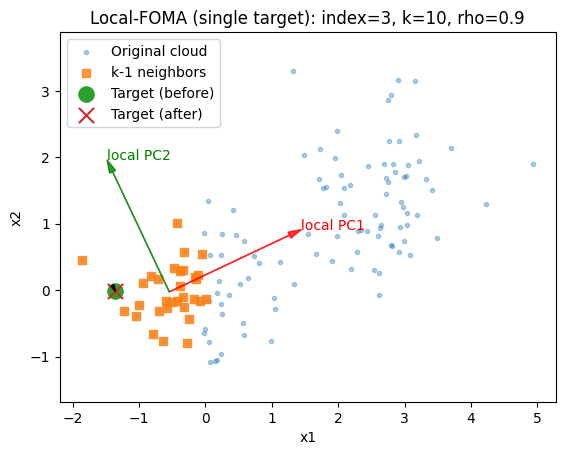 Local-FOMA (single target): index=3, k=10, rho=0.9
Original cloud
k-1 neighbors
Target (before)
Target (after)
local PC2
local PC1
x2
3
2
1
0
−1
−2
−1
0
1
2
3
4
5
x1